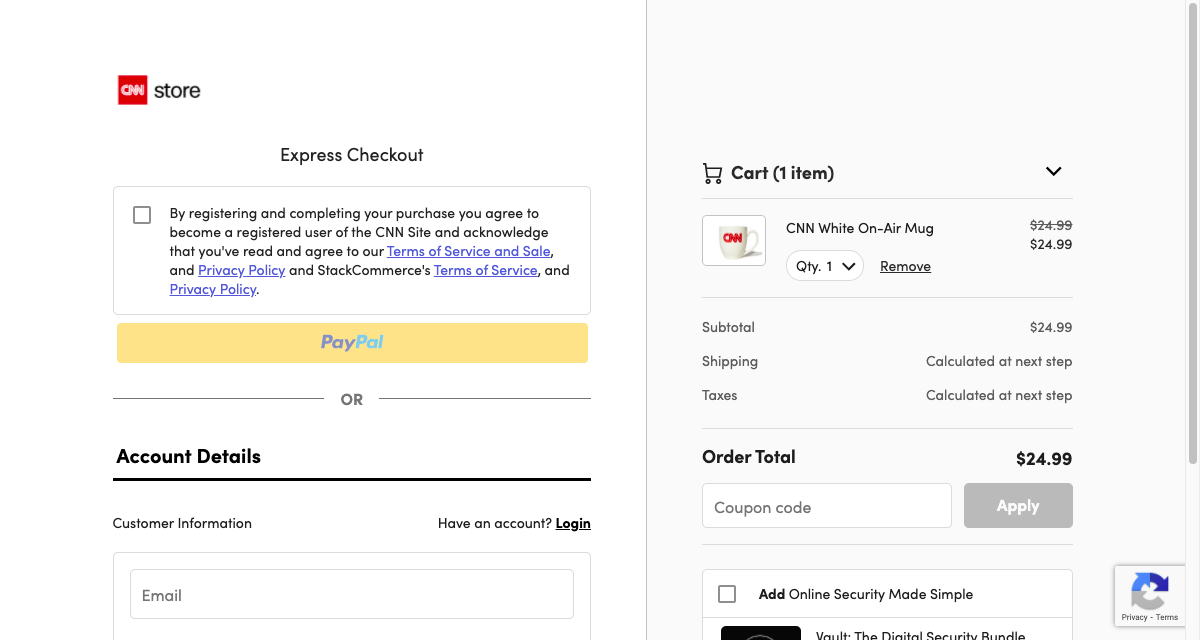 CNN store
Express Checkout
By registering and completing your purchase you agree to
become a registered user of the CNN Site and acknowledge
that you've read and agree to our Terms of Service and Sale,
and Privacy Policy and StackCommerce's Terms of Service, and
Privacy Policy.
PayPal
OR
Account Details
Customer Information
Have an account? Login
Email
Cart (1 item)
CNN
CNN White On-Air Mug
$24.99
$24.99
Qty. 1
Remove
Subtotal
$24.99
Shipping
Calculated at next step
Taxes
Calculated at next step
Order Total
$24.99
Coupon code
Apply
Add Online Security Made Simple
Vault: The Digital Security Bundle
Privacy - Terms